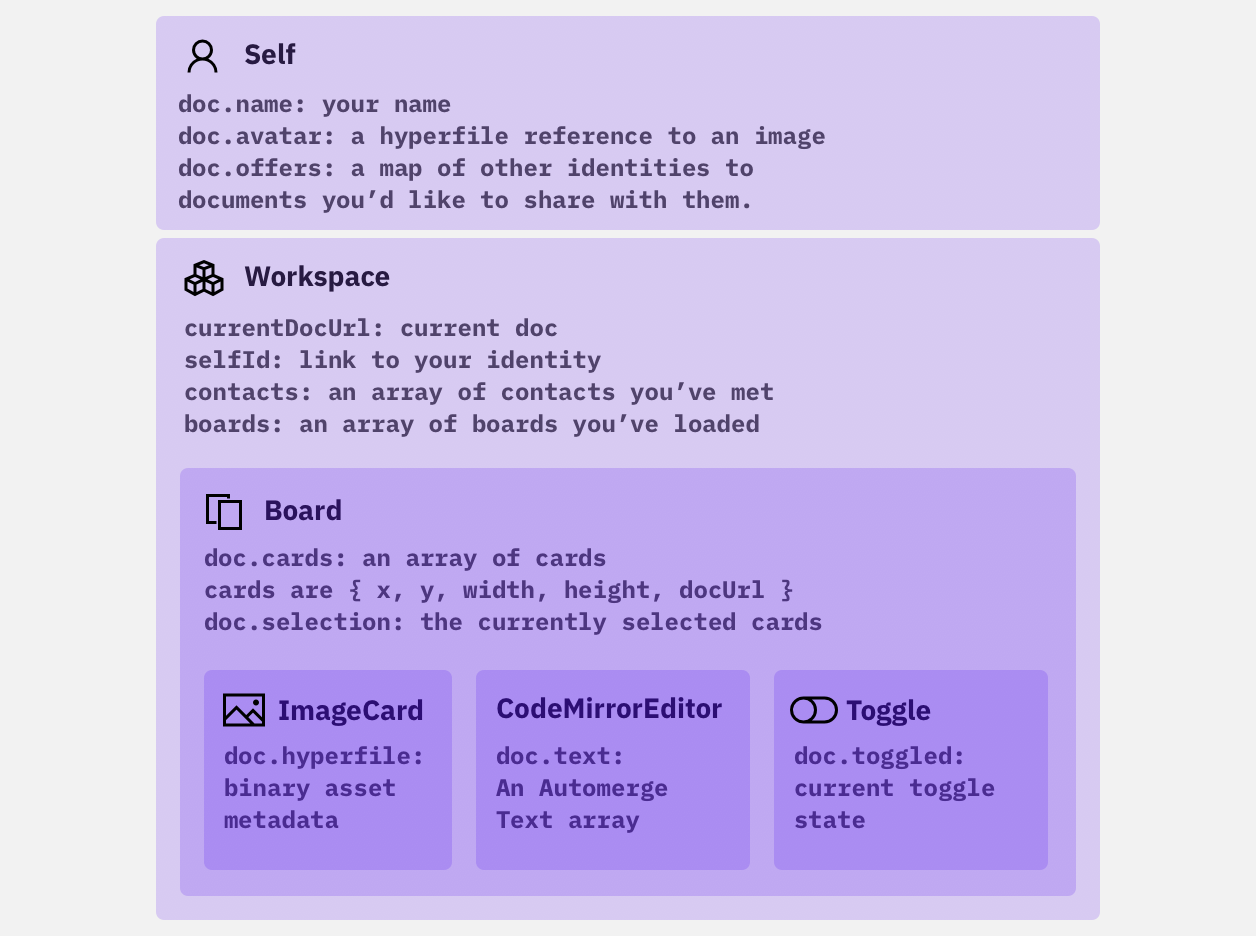 Self
doc.name: your name
doc.avatar: a hyperfile reference to an image
doc.offers: a map of other identities to
documents you’d like to share with them.
Workspace
currentDocUrl: current doc
selfId: link to your identity
contacts: an array of contacts you’ve met
boards: an array of boards you’ve loaded
Board
doc.cards: an array of cards
cards are { x, y, width, height, docUrl }
doc.selection: the currently selected cards
ImageCard
doc.hyperfile:
binary asset
metadata
CodeMirrorEditor
doc.text:
An Automerge
Text array
Toggle
doc.toggled:
current toggle
state